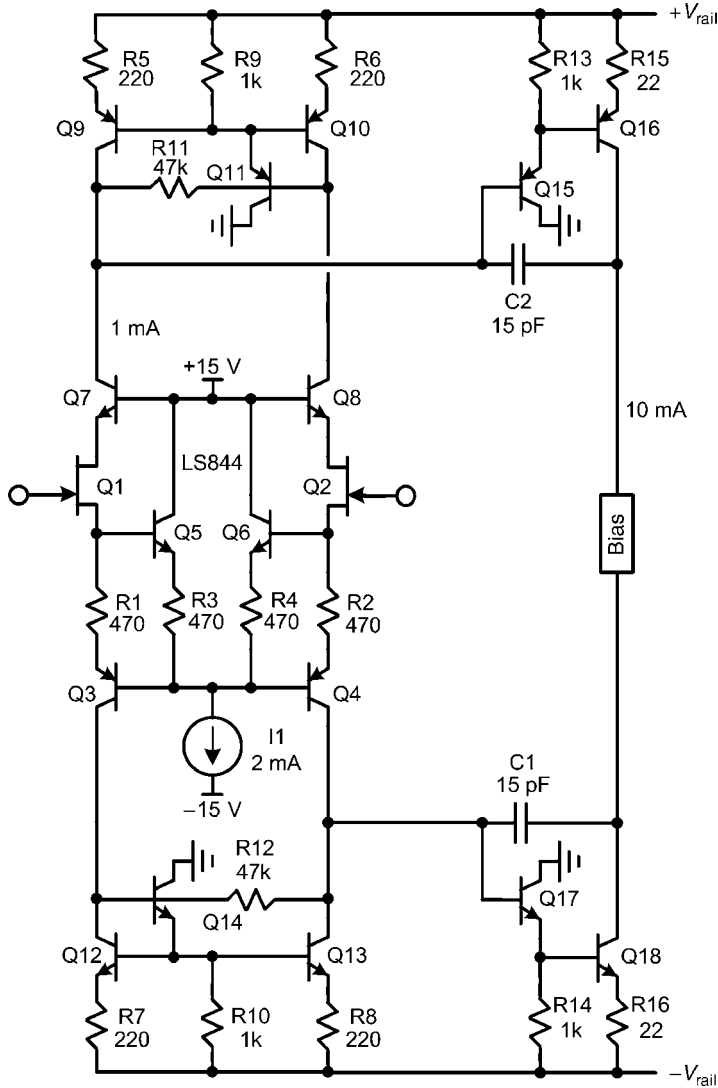 +Vrail
R5
220
R9
1k
R6
220
R13
1k
R15
22
Q9
Q10
Q16
R11
47k
Q11
Q15
C2
15 pF
1 mA
+15 V
Q7
Q8
10 mA
LS844
Q1
Q2
Q5
Q6
Bias
R1
470
R3
470
R4
470
R2
470
Q3
Q4
I1
2 mA
−15 V
C1
15 pF
R12
47k
Q14
Q17
Q12
Q13
Q18
R7
220
R10
1k
R8
220
R14
1k
R16
22
−Vrail